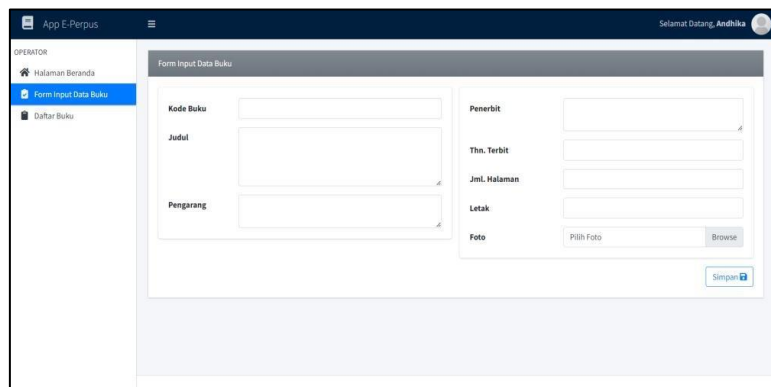 App E-Perpus
Selamat Datang, Andhika
OPERATOR
Halaman Beranda
Form Input Data Buku
Daftar Buku
Form Input Data Buku
Kode Buku
Judul
Pengarang
Penerbit
Thn. Terbit
Jml. Halaman
Letak
Foto Pilih Foto Browse
Simpan